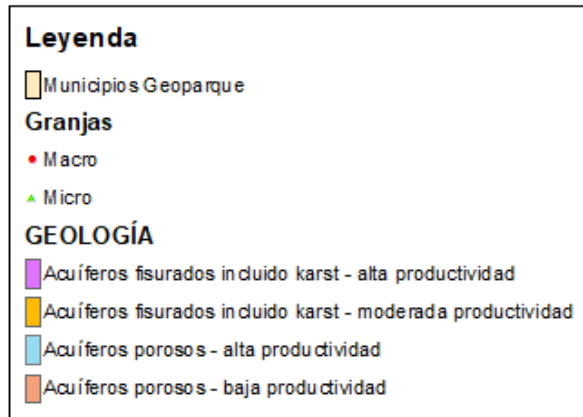 Leyenda
Municipios Geoparque
Granjas
Macro
Micro
GEOLOGÍA
Acuíferos fisurados incluido karst - alta productividad
Acuíferos fisurados incluido karst - moderada productividad
Acuíferos porosos - alta productividad
Acuíferos porosos - baja productividad